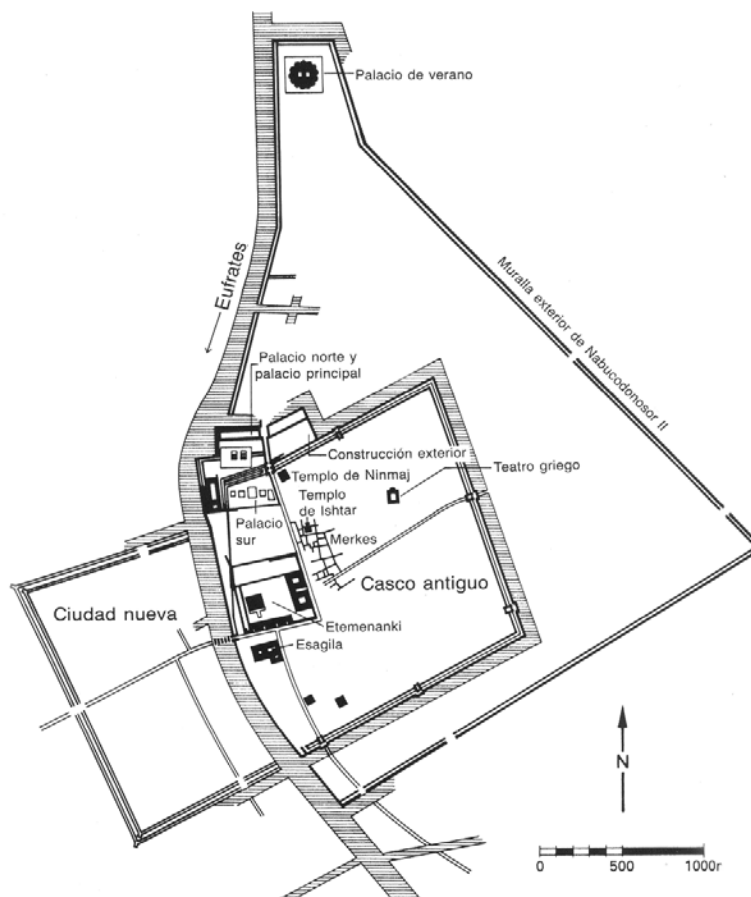 Palacio de verano
Eufrates
Muralla exterior de Nabucodonosor II
Palacio norte y
palacio principal
Construcción exterior
Templo de Ninmaj
Teatro griego
Templo
de Ishtar
Palacio
sur
Merkes
Casco antiguo
Ciudad nueva
Etemenanki
Esagila
N
0 500 1000r